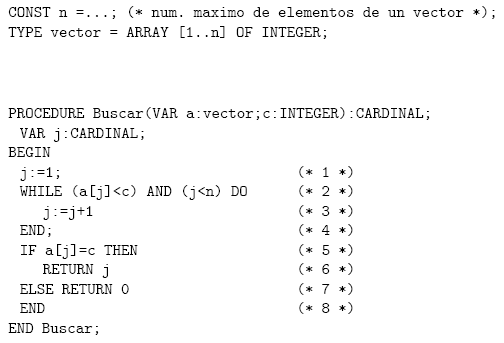 CONST n =...; (* num. maximo de elementos de un vector *);
TYPE vector = ARRAY [1..n] OF INTEGER;
PROCEDURE Buscar(VAR a:vector;c:INTEGER):CARDINAL;
VAR j:CARDINAL;
BEGIN
j:=1; (* 1 *)
WHILE (a[j]<c) AND (j<n) DO (* 2 *)
j:=j+1 (* 3 *)
END; (* 4 *)
IF a[j]=c THEN (* 5 *)
RETURN j (* 6 *)
ELSE RETURN 0 (* 7 *)
END (* 8 *)
END Buscar;